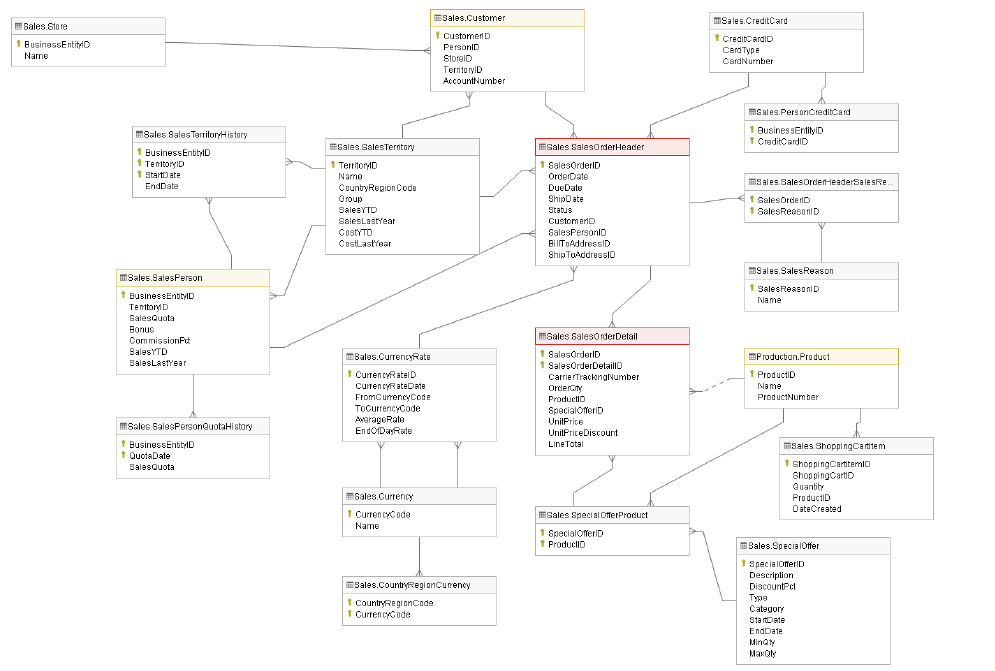 Sales.Store
BusinessEntityID
Name
Sales.Customer
CustomerID
PersonID
StoreID
TerritoryID
AccountNumber
Sales.CreditCard
CreditCardID
CardType
CardNumber
Sales.PersonCreditCard
BusinessEntityID
CreditCardID
Sales.SalesTerritoryHistory
BusinessEntityID
TerritoryID
StartDate
EndDate
Sales.SalesTerritory
TerritoryID
Name
CountryRegionCode
Group
SalesYTD
SalesLastYear
CostYTD
CostLastYear
Sales.SalesOrderHeader
SalesOrderID
OrderDate
DueDate
ShipDate
Status
CustomerID
SalesPersonID
BillToAddressID
ShipToAddressID
Sales.SalesOrderHeaderSalesRe...
SalesOrderID
SalesReasonID
Sales.SalesReason
SalesReasonID
Name
Sales.SalesPerson
BusinessEntityID
TerritoryID
SalesQuota
Bonus
CommissionPct
SalesYTD
SalesLastYear
Sales.CurrencyRate
CurrencyRateID
CurrencyRateDate
FromCurrencyCode
ToCurrencyCode
AverageRate
EndOfDayRate
Sales.SalesOrderDetail
SalesOrderID
SalesOrderDetailID
CarrierTrackingNumber
OrderQty
ProductID
SpecialOfferID
UnitPrice
UnitPriceDiscount
LineTotal
Production.Product
ProductID
Name
ProductNumber
Sales.SalesPersonQuotaHistory
BusinessEntityID
QuotaDate
SalesQuota
Sales.ShoppingCartItem
ShoppingCartItemID
ShoppingCartID
Quantity
ProductID
DateCreated
Sales.Currency
CurrencyCode
Name
Sales.SpecialOfferProduct
SpecialOfferID
ProductID
Sales.SpecialOffer
SpecialOfferID
Description
DiscountPct
Type
Category
StartDate
EndDate
MinQty
MaxQty
Sales.CountryRegionCurrency
CountryRegionCode
CurrencyCode